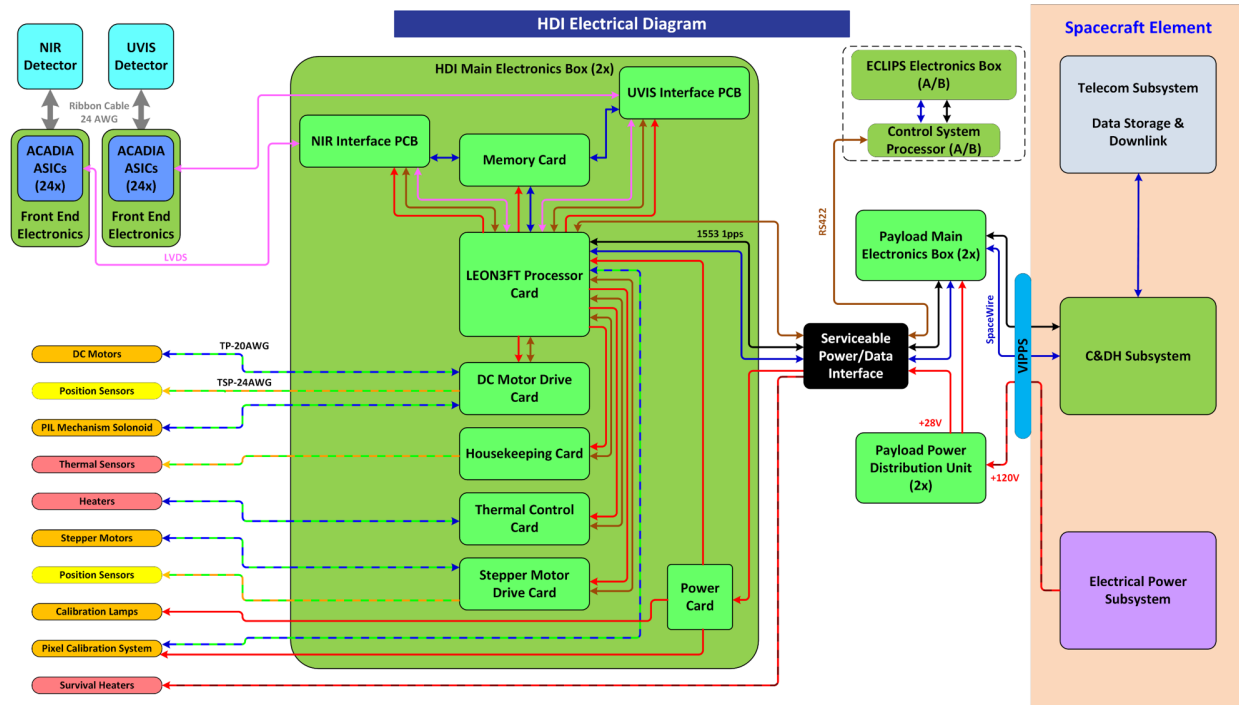 HDI Electrical Diagram
NIR
Detector
UVIS
Detector
Ribbon Cable
24 AWG
ACADIA
ASICs
(24x)
Front End
Electronics
ACADIA
ASICs
(24x)
Front End
Electronics
LVDS
HDI Main Electronics Box (2x)
UVIS Interface PCB
NIR Interface PCB
Memory Card
LEON3FT Processor
Card
1553 1pps
DC Motor Drive
Card
Housekeeping Card
Thermal Control
Card
Stepper Motor
Drive Card
Power
Card
DC Motors
TP-20AWG
Position Sensors
TSP-24AWG
PIL Mechanism Solonoid
Thermal Sensors
Heaters
Stepper Motors
Position Sensors
Calibration Lamps
Pixel Calibration System
Survival Heaters
ECLIPS Electronics Box
(A/B)
Control System
Processor (A/B)
RS422
Payload Main
Electronics Box (2x)
SpaceWire
Serviceable
Power/Data
Interface
+28V
Payload Power
Distribution Unit
(2x)
+120V
VIPPS
Spacecraft Element
Telecom Subsystem
Data Storage &
Downlink
C&DH Subsystem
Electrical Power
Subsystem